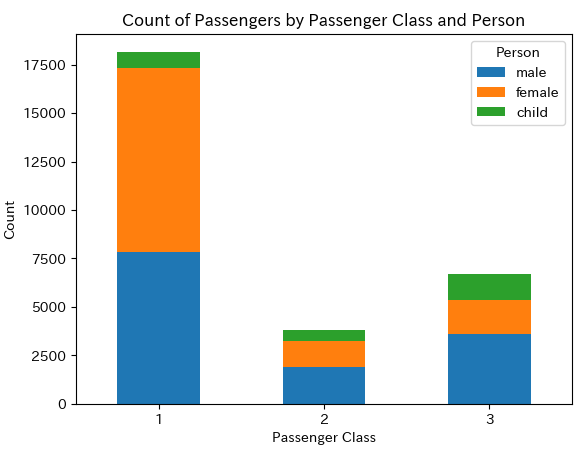 Count of Passengers by Passenger Class and Person
Person
male
female
child
17500
15000
12500
10000
7500
5000
2500
0
Count
1 2 3
Passenger Class